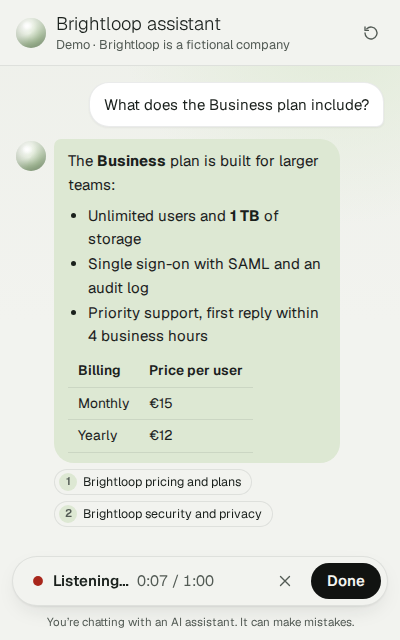 Brightloop assistant
Demo · Brightloop is a fictional company
What does the Business plan include?
The Business plan is built for larger
teams:
• Unlimited users and 1 TB of
storage
• Single sign-on with SAML and an
audit log
• Priority support, first reply within
4 business hours
Billing Price per user
Monthly €15
Yearly €12
1 Brightloop pricing and plans
2 Brightloop security and privacy
Listening... 0:07 / 1:00 Done
You’re chatting with an AI assistant. It can make mistakes.